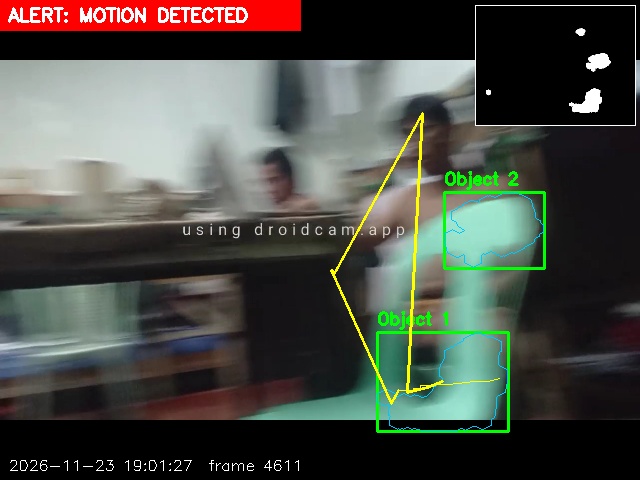 ALERT: MOTION DETECTED
Object 2
using droidcam.app
Object 1
2026-11-23 19:01:27 frame 4611